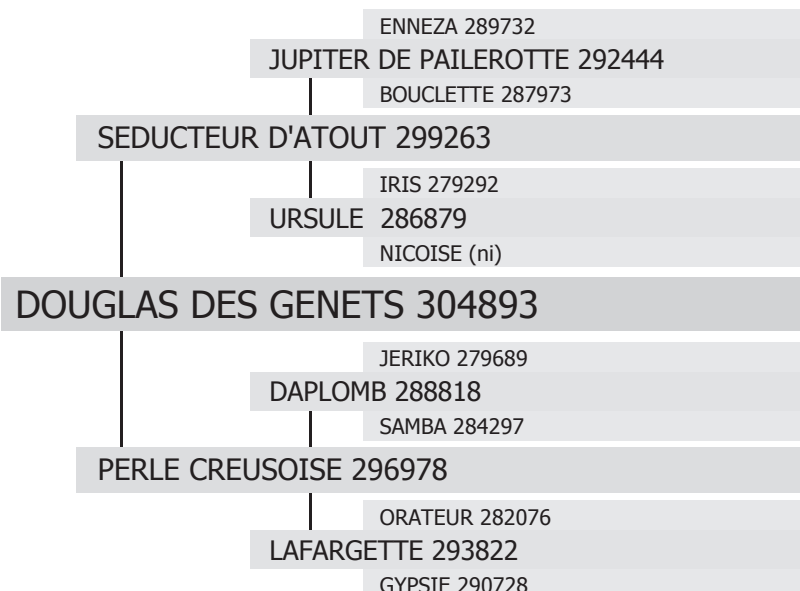 ENNEZA 289732
JUPITER DE PAILEROTTE 292444
BOUCLETTE 287973
SEDUCTEUR D'ATOUT 299263
IRIS 279292
URSULE 286879
NICOISE (ni)
DOUGLAS DES GENETS 304893
JERIKO 279689
DAPLOMB 288818
SAMBA 284297
PERLE CREUSOISE 296978
ORATEUR 282076
LAFARGETTE 293822
GYPSIE 290728